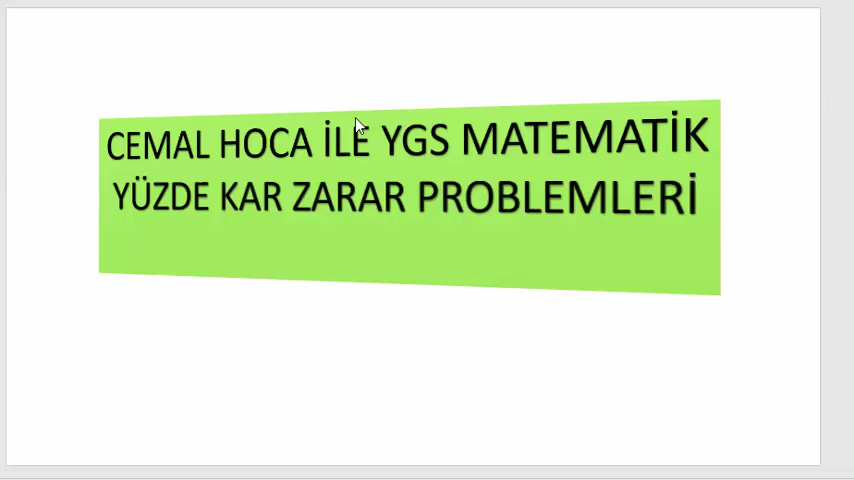 CEMAL HOCA İLE YGS MATEMATİK
YÜZDE KAR ZARAR PROBLEMLERİ